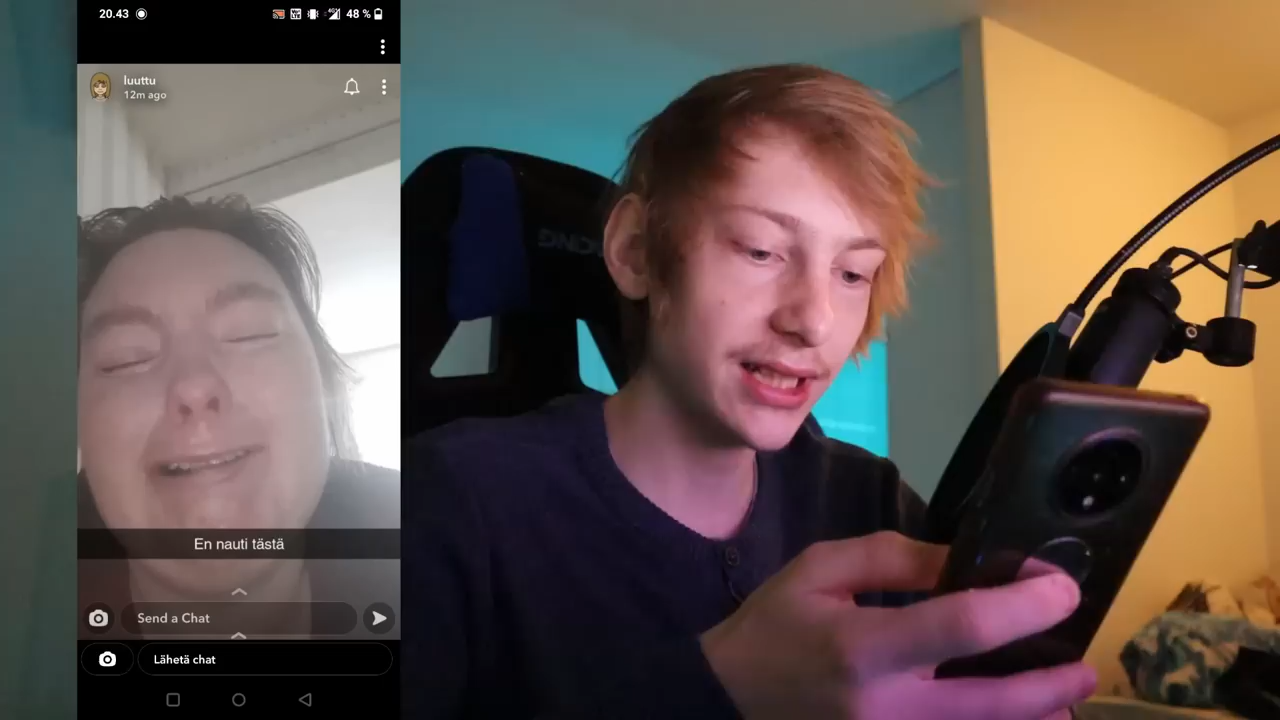 20.43
48 %
luuttu
12m ago
En nauti tästä
Send a Chat
Lähetä chat